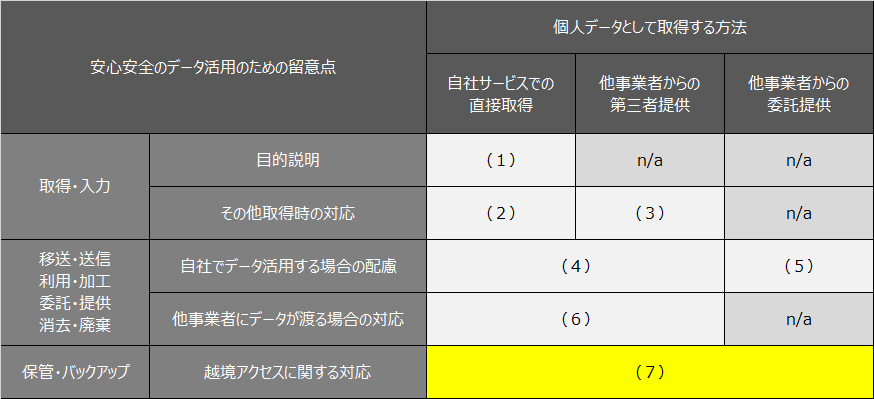 安心安全のデータ活用のための留意点
個人データとして取得する方法
自社サービスでの
直接取得
他事業者からの
第三者提供
他事業者からの
委託提供
取得・入力
目的説明
（１）
n/a
n/a
その他取得時の対応
（２）
（３）
n/a
移送・送信
利用・加工
委託・提供
消去・廃棄
自社でデータ活用する場合の配慮
（４）
（５）
他事業者にデータが渡る場合の対応
（６）
n/a
保管・バックアップ
越境アクセスに関する対応
（７）